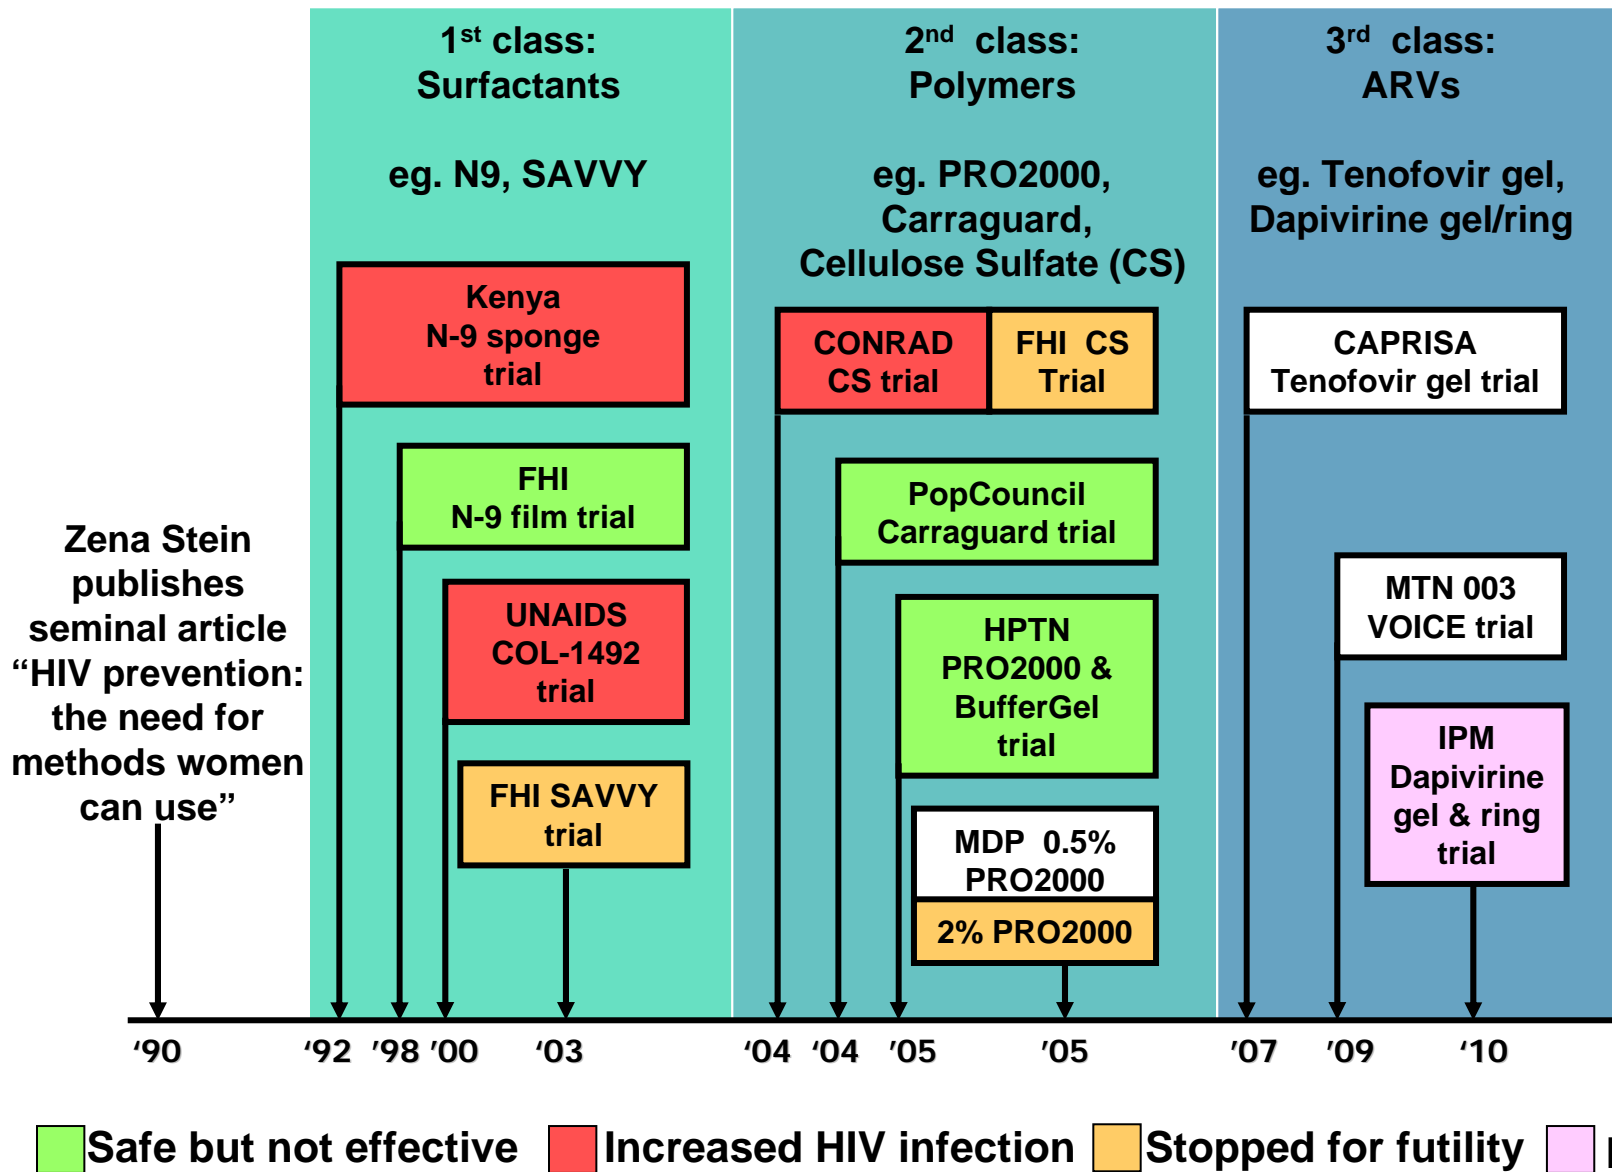 1st class:
Surfactants
eg. N9, SAVVY
2nd class:
Polymers
eg. PRO2000,
Carraguard,
Cellulose Sulfate (CS)
3rd class:
ARVs
eg. Tenofovir gel,
Dapivirine gel/ring
Zena Stein
publishes
seminal article
“HIV prevention:
the need for
methods women
can use”
Kenya
N-9 sponge
trial
FHI
N-9 film trial
UNAIDS
COL-1492
trial
FHI SAVVY
trial
CONRAD
CS trial
FHI CS
Trial
PopCouncil
Carraguard trial
HPTN
PRO2000 &
BufferGel
trial
MDP 0.5%
PRO2000
2% PRO2000
CAPRISA
Tenofovir gel trial
MTN 003
VOICE trial
IPM
Dapivirine
gel & ring
trial
‘90 ‘92 ’98 ’00 ‘03 ‘04 ‘04 ’05 ’05 ’07 ’09 ‘10
Safe but not effective Increased HIV infection Stopped for futility